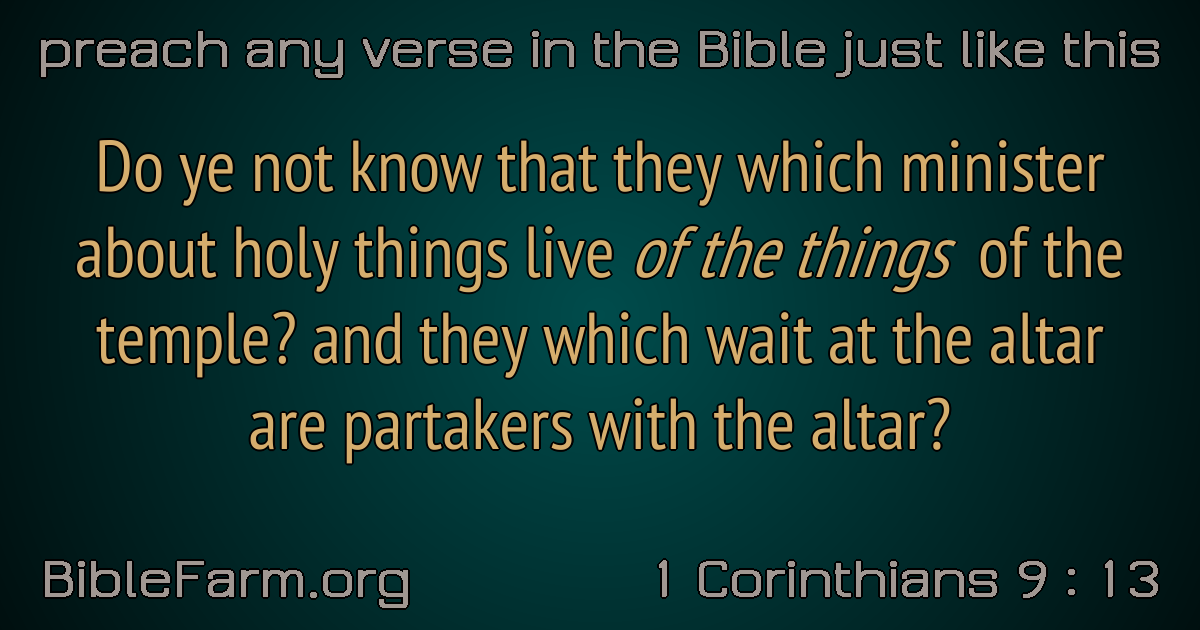 preach any verse in the Bible just like this
Do ye not know that they which minister
about holy things live of the things of the
temple? and they which wait at the altar
are partakers with the altar?
BibleFarm.org
1 Corinthians 9 : 13